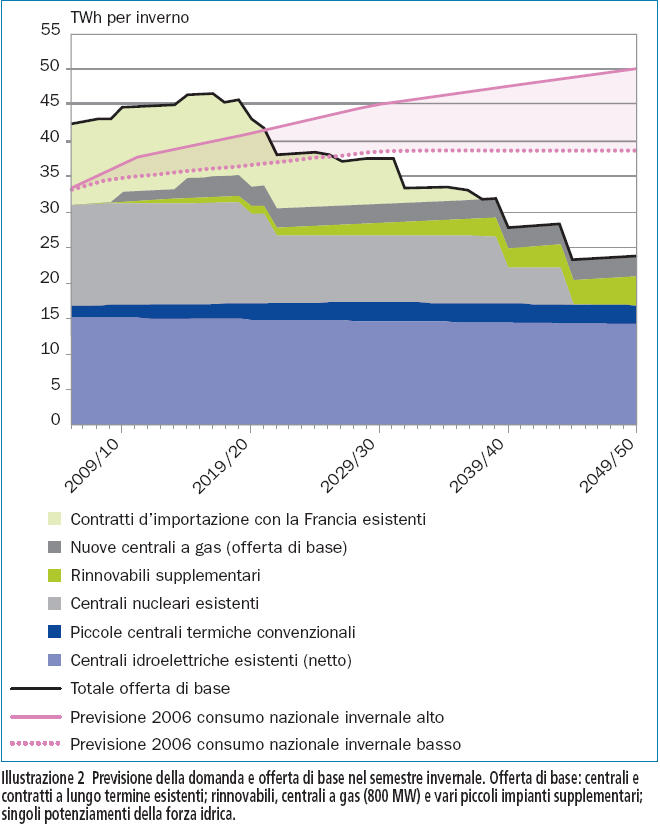 TWh per inverno
55
50
45
40
35
30
25
20
15
10
5
0
2009/10
2019/20
2029/30
2039/40
2049/50
Contratti d'importazione con la Francia esistenti
Nuove centrali a gas (offerta di base)
Rinnovabili supplementari
Centrali nucleari esistenti
Piccole centrali termiche convenzionali
Centrali idroelettriche esistenti (netto)
Totale offerta di base
Previsione 2006 consumo nazionale invernale alto
Previsione 2006 consumo nazionale invernale basso
Illustrazione 2 Previsione della domanda e offerta di base nel semestre invernale. Offerta di base: centrali e
contratti a lungo termine esistenti; rinnovabili, centrali a gas (800 MW) e vari piccoli impianti supplementari;
singoli potenziamenti della forza idrica.